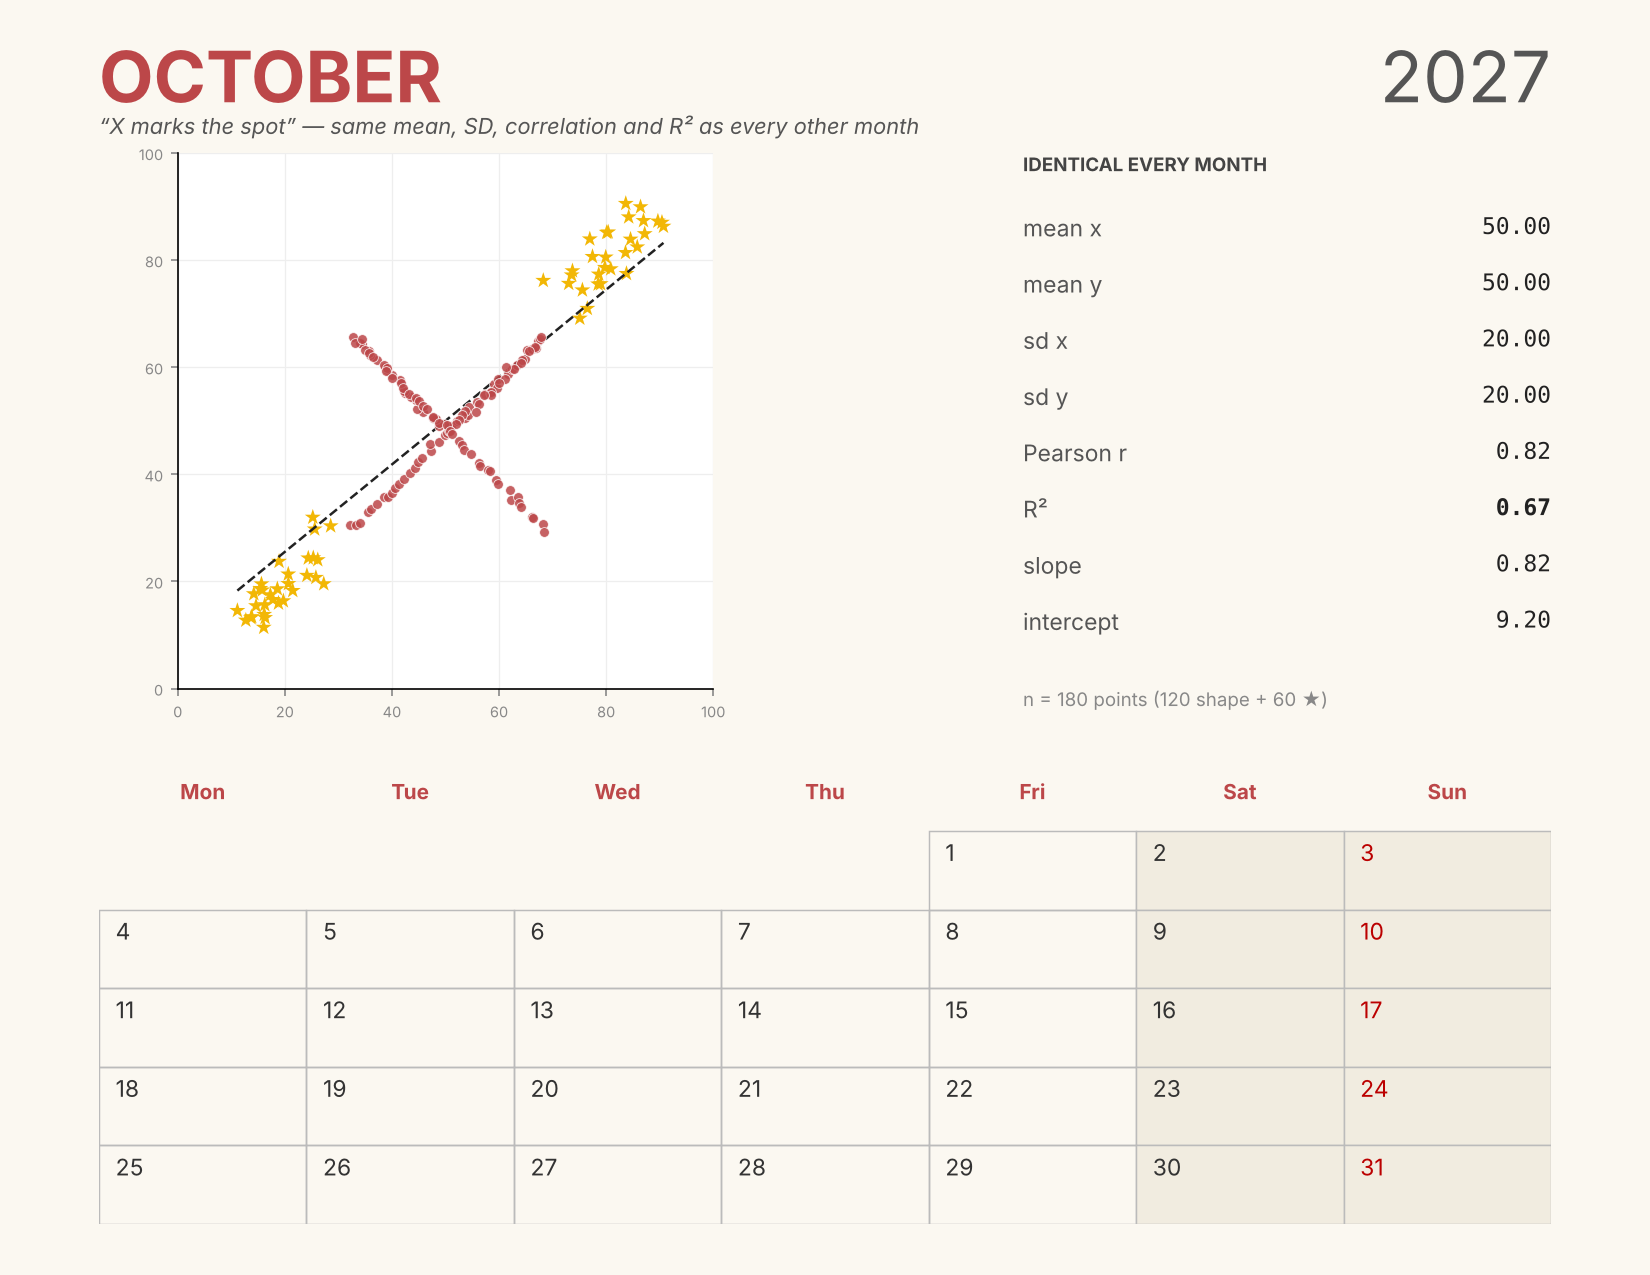 OCTOBER 2027
“X marks the spot” — same mean, SD, correlation and R² as every other month
100
80
60
40
20
0
0 20 40 60 80 100
IDENTICAL EVERY MONTH
mean x 50.00
mean y 50.00
sd x 20.00
sd y 20.00
Pearson r 0.82
R² 0.67
slope 0.82
intercept 9.20
n = 180 points (120 shape + 60 ★)
Mon Tue Wed Thu Fri Sat Sun
1 2 3
4 5 6 7 8 9 10
11 12 13 14 15 16 17
18 19 20 21 22 23 24
25 26 27 28 29 30 31